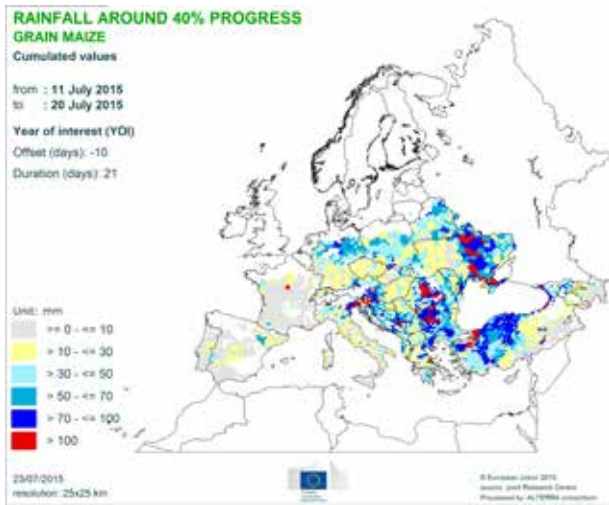 RAINFALL AROUND 40% PROGRESS
GRAIN MAIZE
Cumulated values
from : 11 July 2015
to : 20 July 2015
Year of interest (YOI)
Offset (days): -10
Duration (days): 21
Unit: mm
>= 0 - <= 10
> 10 - <= 30
> 30 - <= 50
> 50 - <= 70
> 70 - <= 100
> 100
23/07/2015
resolution: 25x25 km
© European Union 2015
source: Joint Research Centre
Processed by ALTERRA consortium